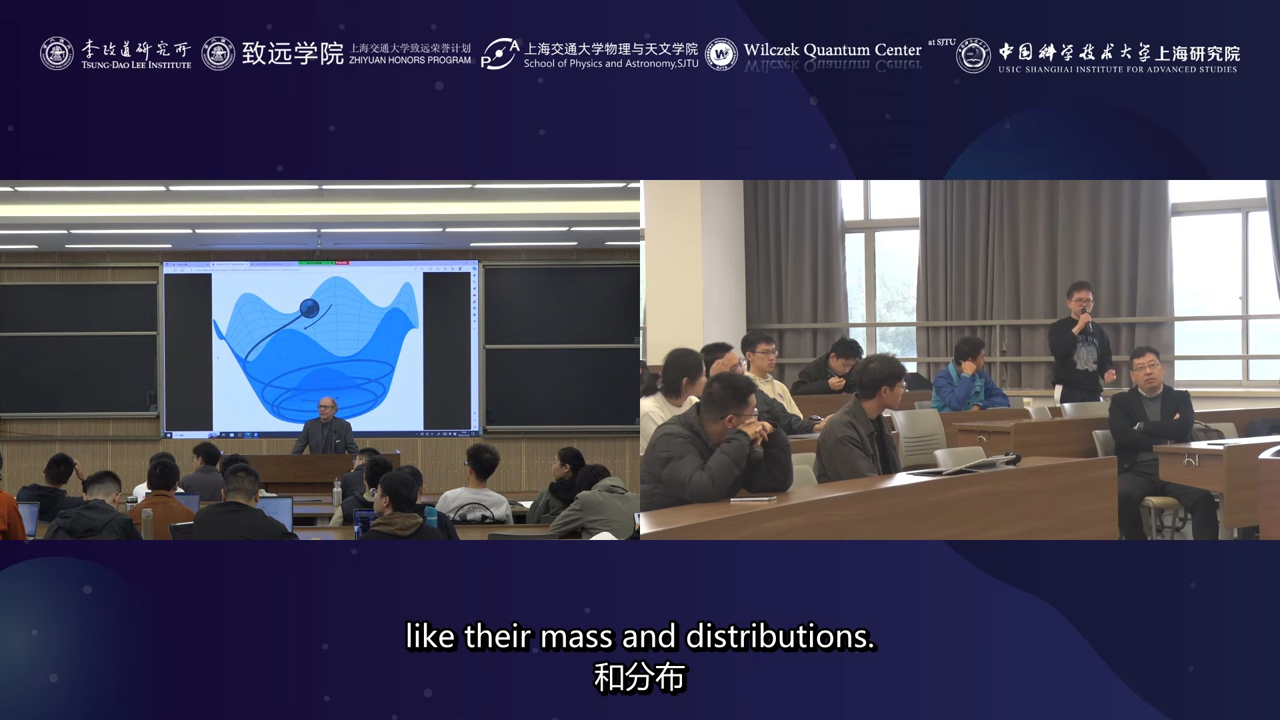 李政道研究所
TSUNG-DAO LEE INSTITUTE
致远学院
上海交通大学致远荣誉计划
ZHIYUAN HONORS PROGRAM
上海交通大学物理与天文学院
School of Physics and Astronomy,SJTU
Wilczek Quantum Center
at SJTU
中国科学技术大学上海研究院
USTC SHANGHAI INSTITUTE FOR ADVANCED STUDIES
like their mass and distributions.
和分布